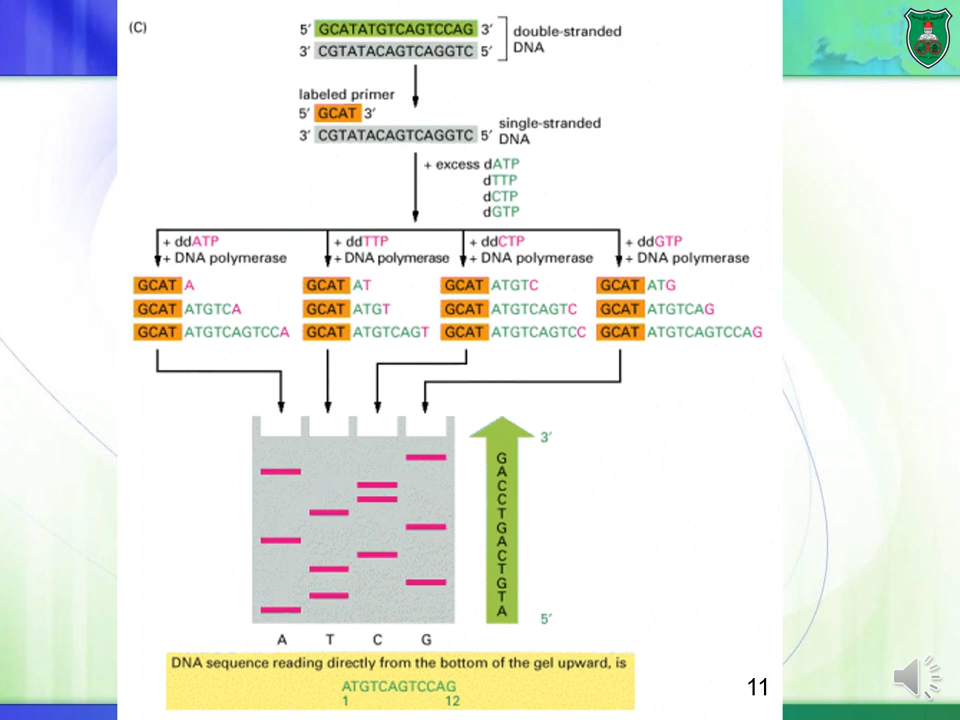 (C)
5′ GCATATGTCAGTCCAG 3′
3′ CGTATACAGTCAGGTC 5′
double-stranded
DNA
labeled primer
5′ GCAT 3′
3′ CGTATACAGTCAGGTC 5′
single-stranded
DNA
+ excess dATP
dTTP
dCTP
dGTP
+ ddATP
+ DNA polymerase
+ ddTTP
+ DNA polymerase
+ ddCTP
+ DNA polymerase
+ ddGTP
+ DNA polymerase
GCAT A
GCAT ATGTCA
GCAT ATGTCAGTCCA
GCAT AT
GCAT ATGT
GCAT ATGTCAGT
GCAT ATGTC
GCAT ATGTCAGTC
GCAT ATGTCAGTCC
GCAT ATG
GCAT ATGTCAG
GCAT ATGTCAGTCCAG
3′
G
A
C
C
T
G
A
C
T
G
T
A
5′
A T C G
DNA sequence reading directly from the bottom of the gel upward, is
ATGTCAGTCCAG
1 12
11